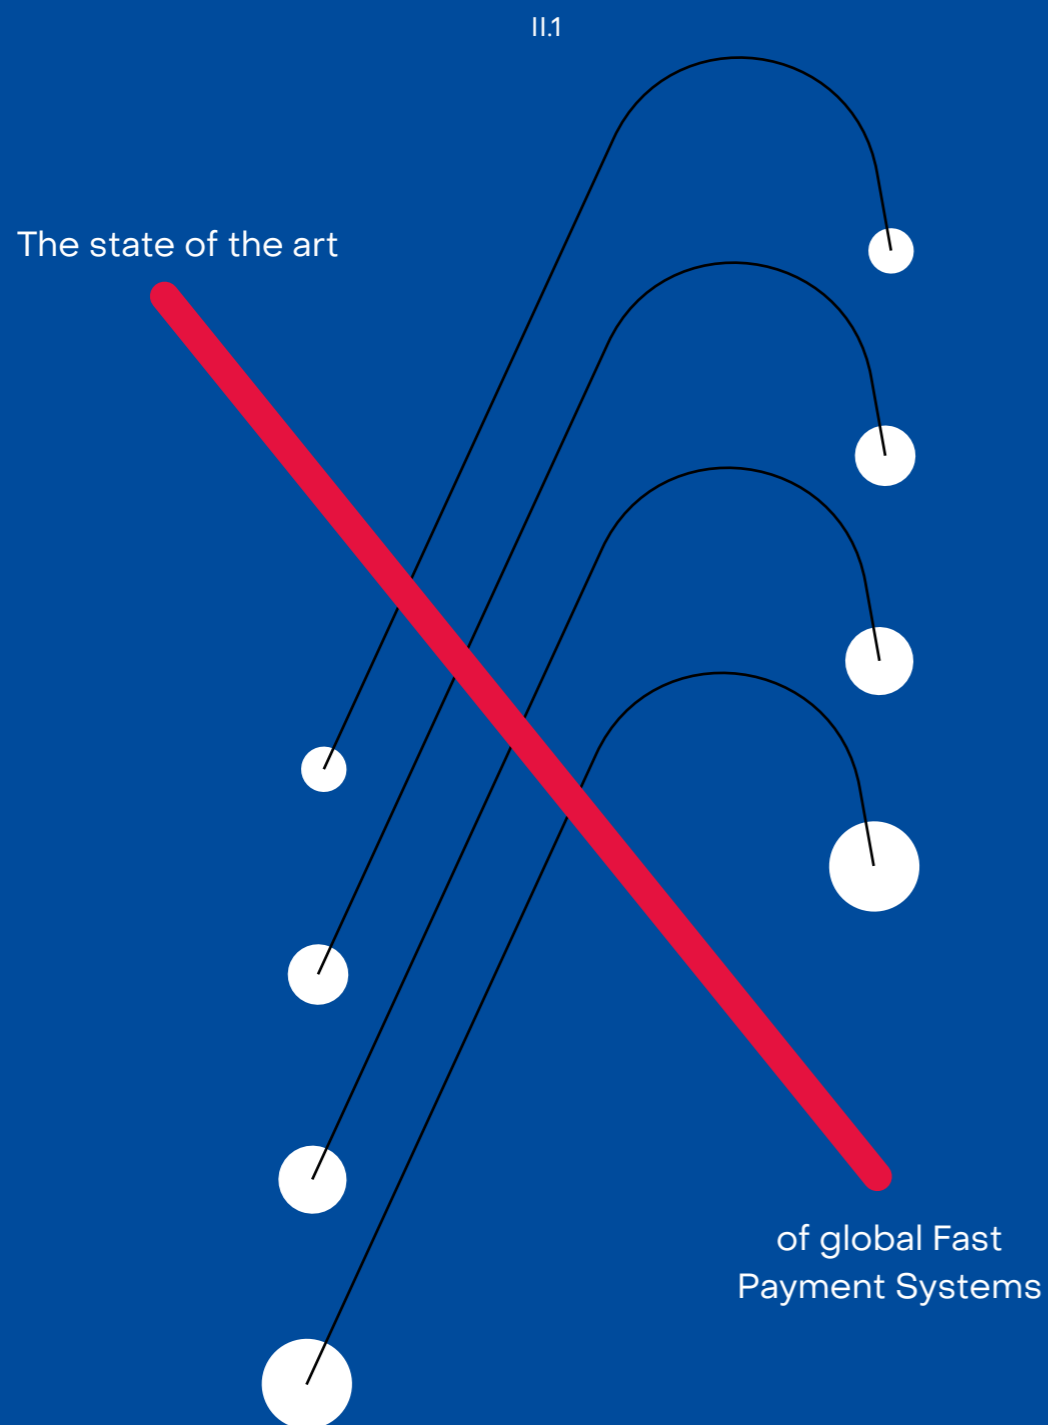 II.1
The state of the art
of global Fast
Payment Systems